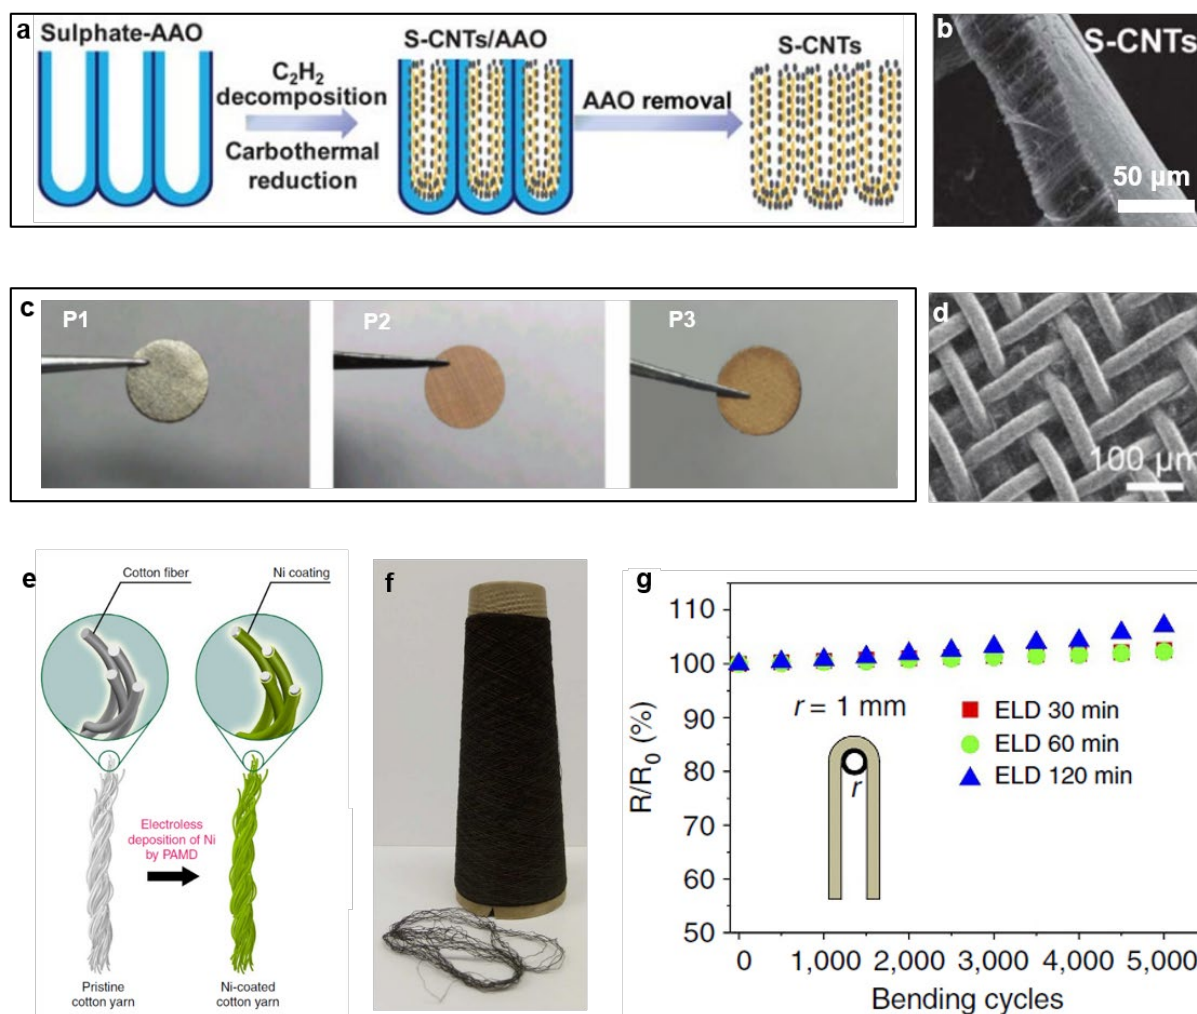 a
Sulphate-AAO
C₂H₂
decomposition
Carbothermal
reduction
S-CNTs/AAO
AAO removal
S-CNTs
b
S-CNTs
50 µm
c
P1
P2
P3
d
100 µm
e
Cotton fiber
Ni coating
Electroless
deposition of Ni
by PAMD
Pristine
cotton yarn
Ni-coated
cotton yarn
f
g
R/R₀ (%)
110
100
90
80
70
60
50
r = 1 mm
r
ELD 30 min
ELD 60 min
ELD 120 min
0
1,000
2,000
3,000
4,000
5,000
Bending cycles